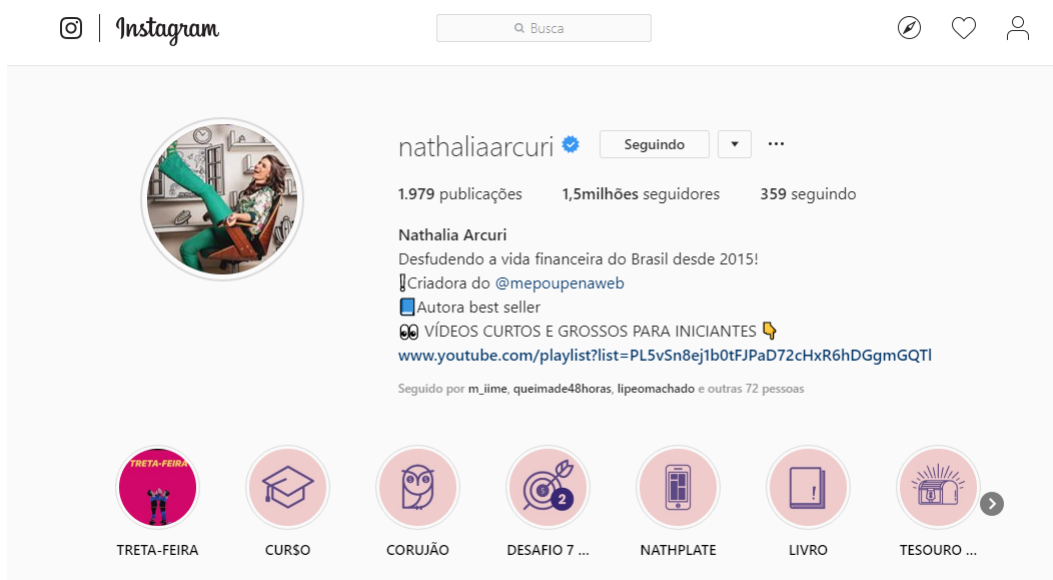 Instagram
Busca
nathaliaarcuri Seguindo ▼ ...
1.979 publicações 1,5milhões seguidores 359 seguindo
Nathalia Arcuri
Desfudendo a vida financeira do Brasil desde 2015!
Criadora do @mepoupenaweb
📘Autora best seller
👀 VÍDEOS CURTOS E GROSSOS PARA INICIANTES 👇
www.youtube.com/playlist?list=PL5vSn8ej1b0tFJPaD72cHxR6hDGgmGQTl
Seguido por m_iime, queimade48horas, lipeomachado e outras 72 pessoas
TRETA-FEIRA
2
!
TRETA-FEIRA CUR$O CORUJÃO DESAFIO 7 ... NATHPLATE LIVRO TESOURO ...